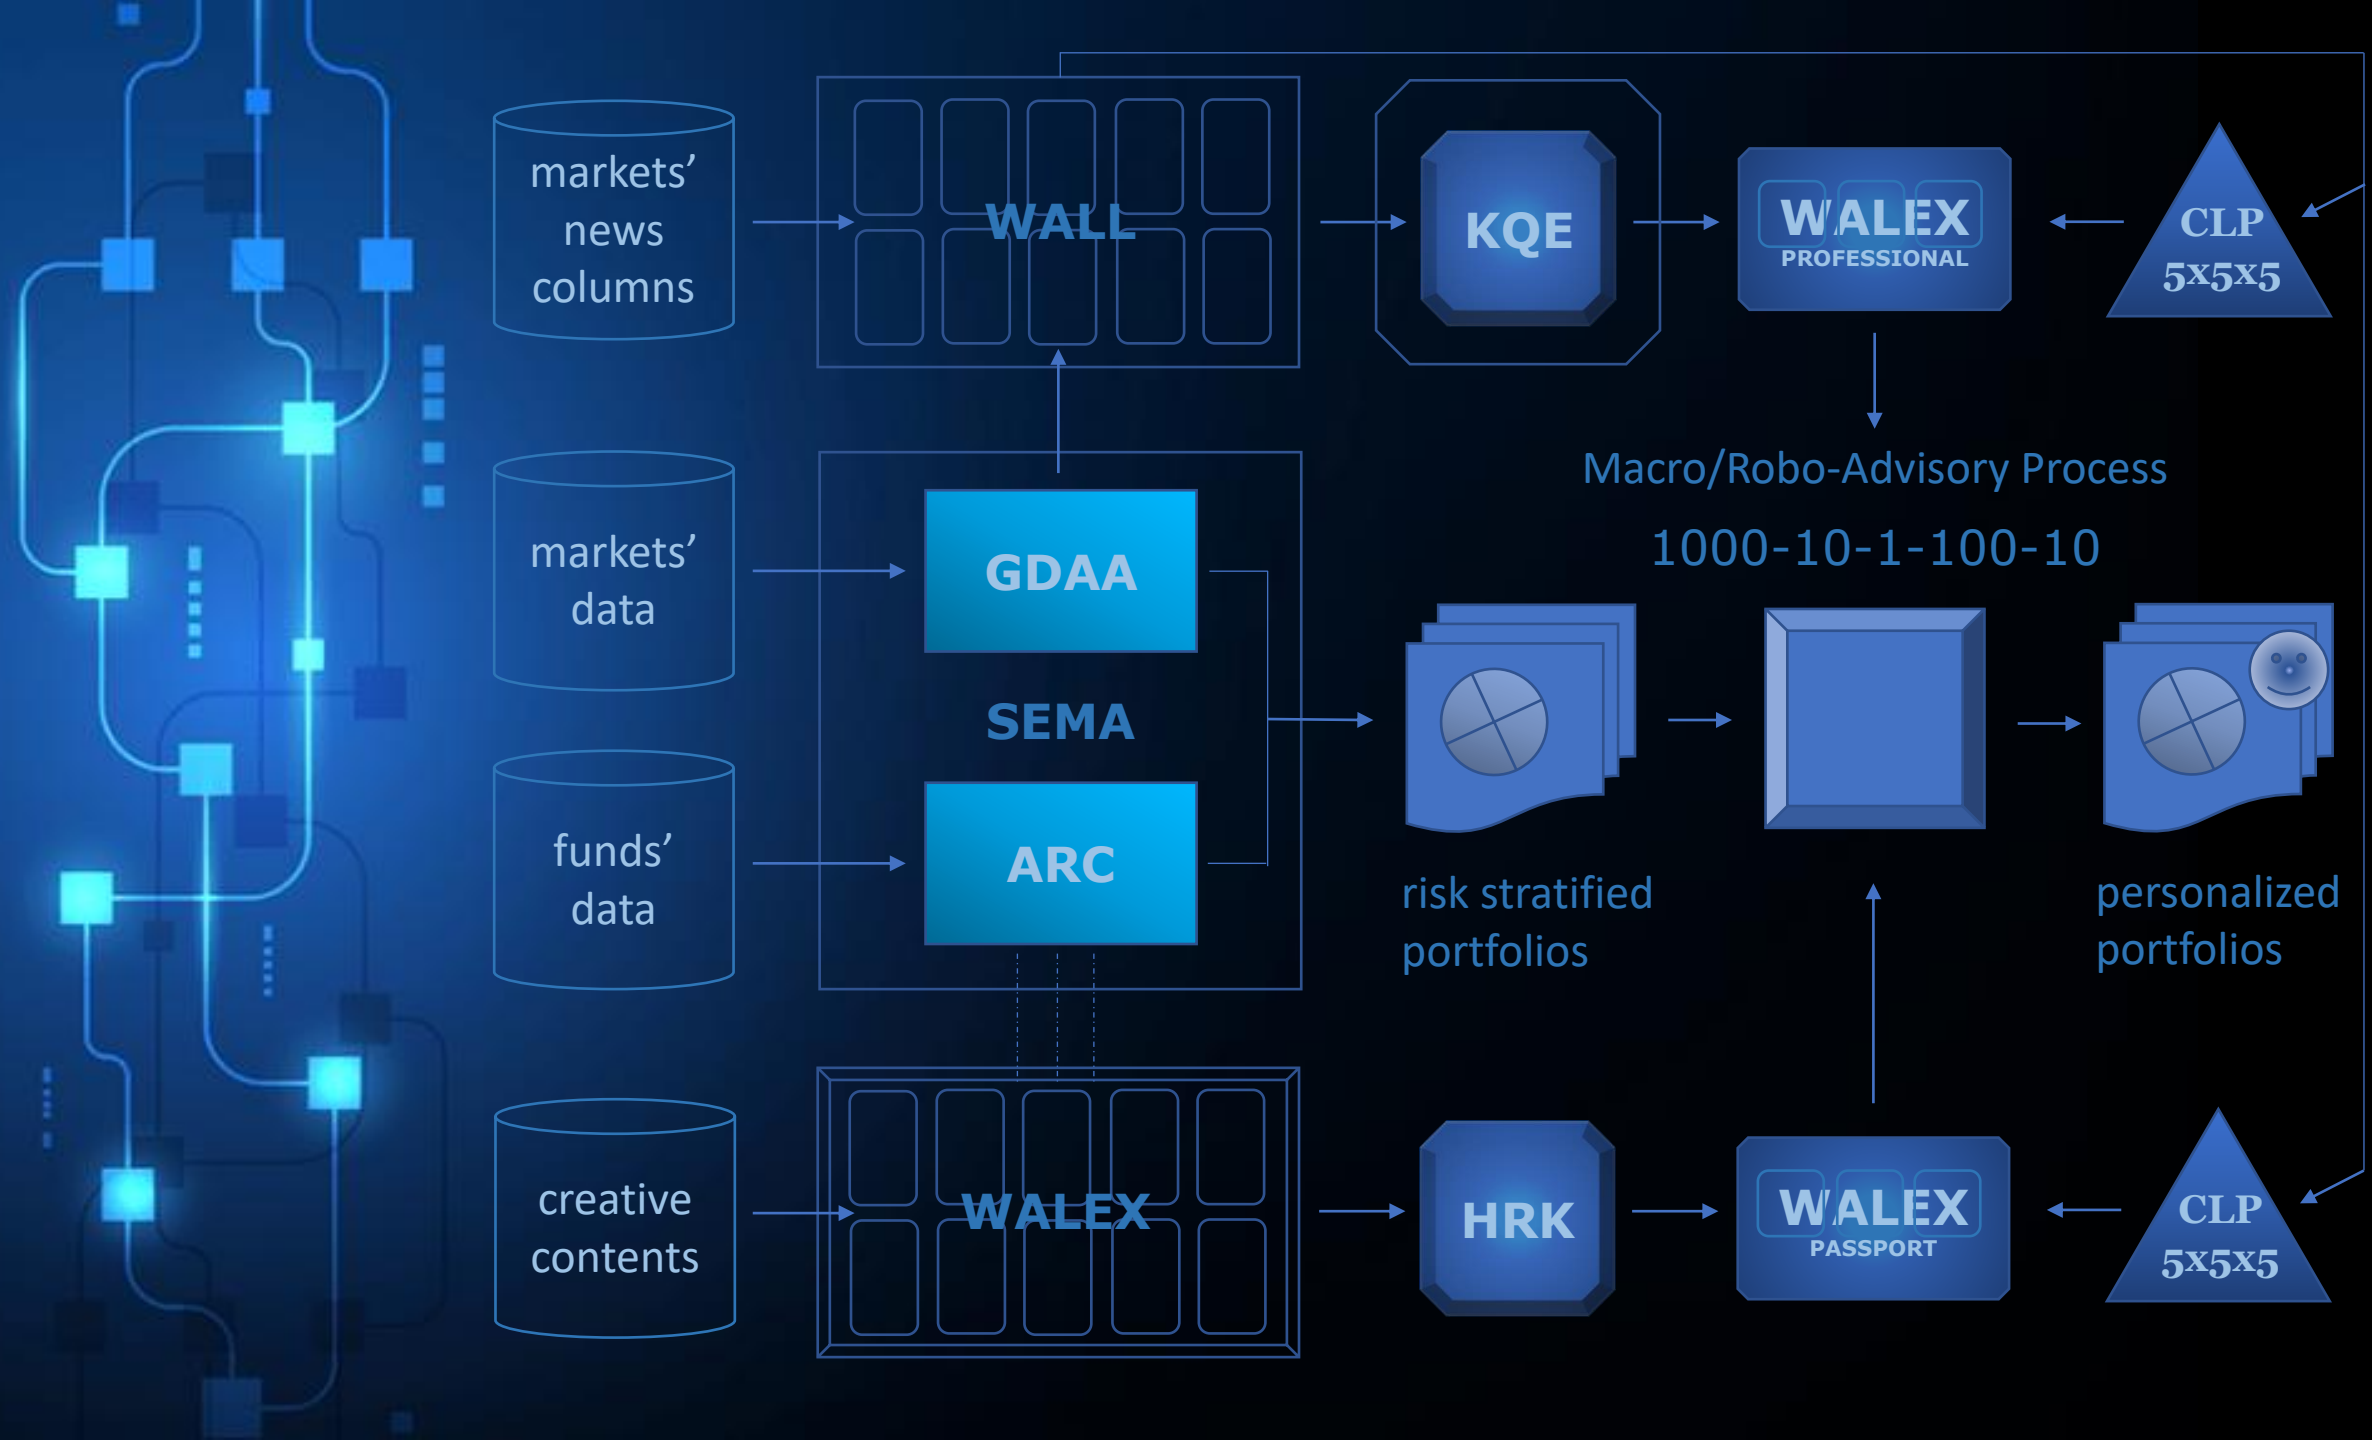 markets’
news
columns
WALL
KQE
WALEX
PROFESSIONAL
CLP
5x5x5
Macro/Robo-Advisory Process
1000-10-1-100-10
markets’
data
GDAA
SEMA
funds’
data
ARC
risk stratified
portfolios
personalized
portfolios
creative
contents
WALEX
HRK
WALEX
PASSPORT
CLP
5x5x5